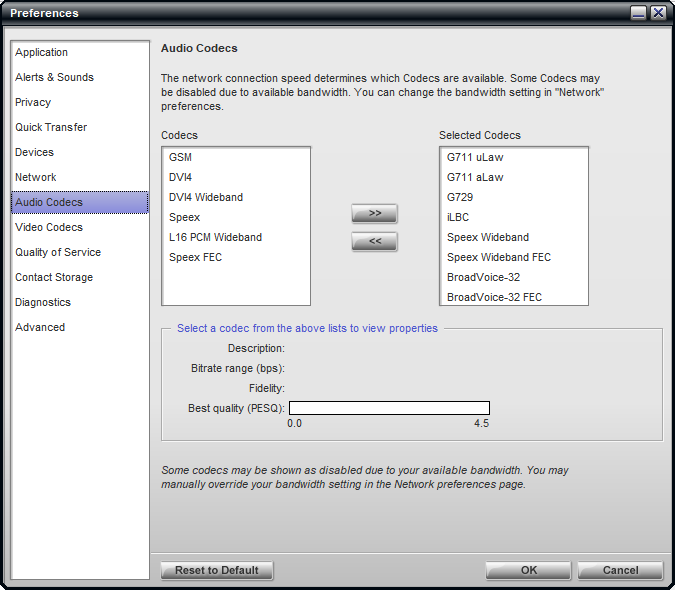 Preferences
Application
Alerts & Sounds
Privacy
Quick Transfer
Devices
Network
Audio Codecs
Video Codecs
Quality of Service
Contact Storage
Diagnostics
Advanced
Audio Codecs
The network connection speed determines which Codecs are available. Some Codecs may
be disabled due to available bandwidth. You can change the bandwidth setting in "Network"
preferences.
Codecs
GSM
DVI4
DVI4 Wideband
Speex
L16 PCM Wideband
Speex FEC
>>
<<
Selected Codecs
G711 uLaw
G711 aLaw
G729
iLBC
Speex Wideband
Speex Wideband FEC
BroadVoice-32
BroadVoice-32 FEC
Select a codec from the above lists to view properties
Description:
Bitrate range (bps):
Fidelity:
Best quality (PESQ):
0.0 4.5
Some codecs may be shown as disabled due to your available bandwidth. You may
manually override your bandwidth setting in the Network preferences page.
Reset to Default
OK
Cancel